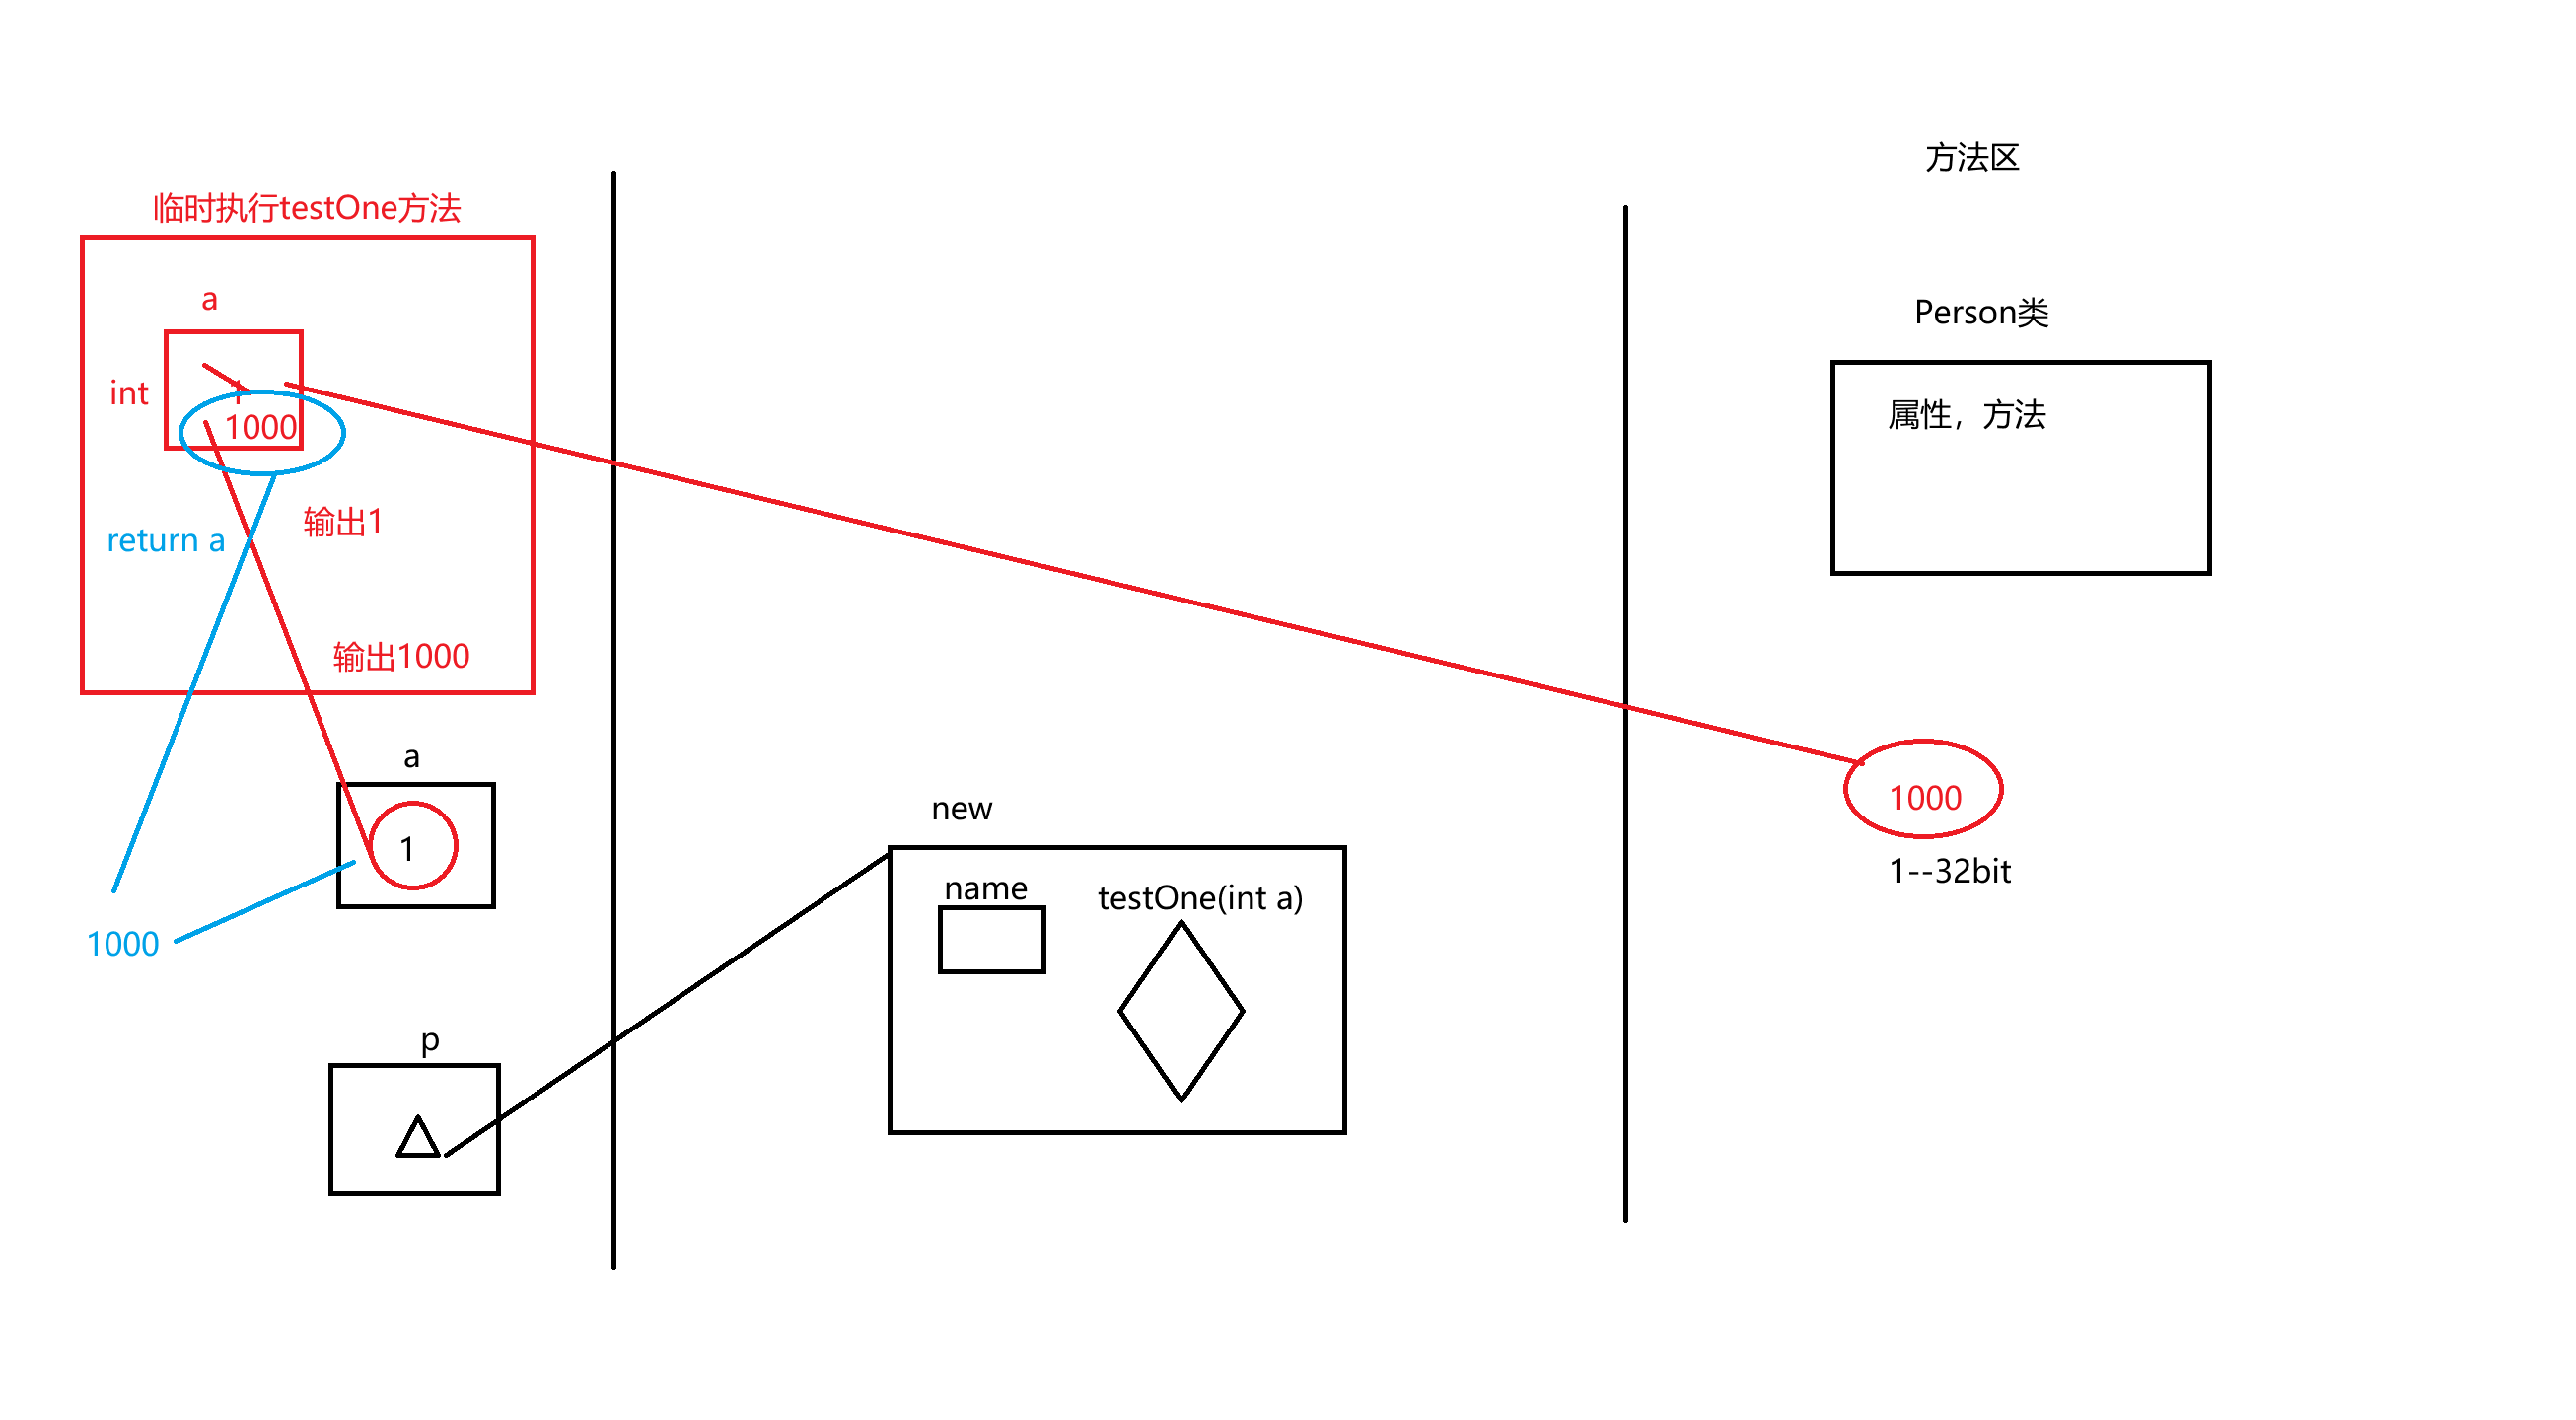 方法区
临时执行testOne方法
a
Person类
int
1
1000
属性，方法
输出1
return a
输出1000
a
1
1000
new
1--32bit
name
testOne(int a)
1000
p